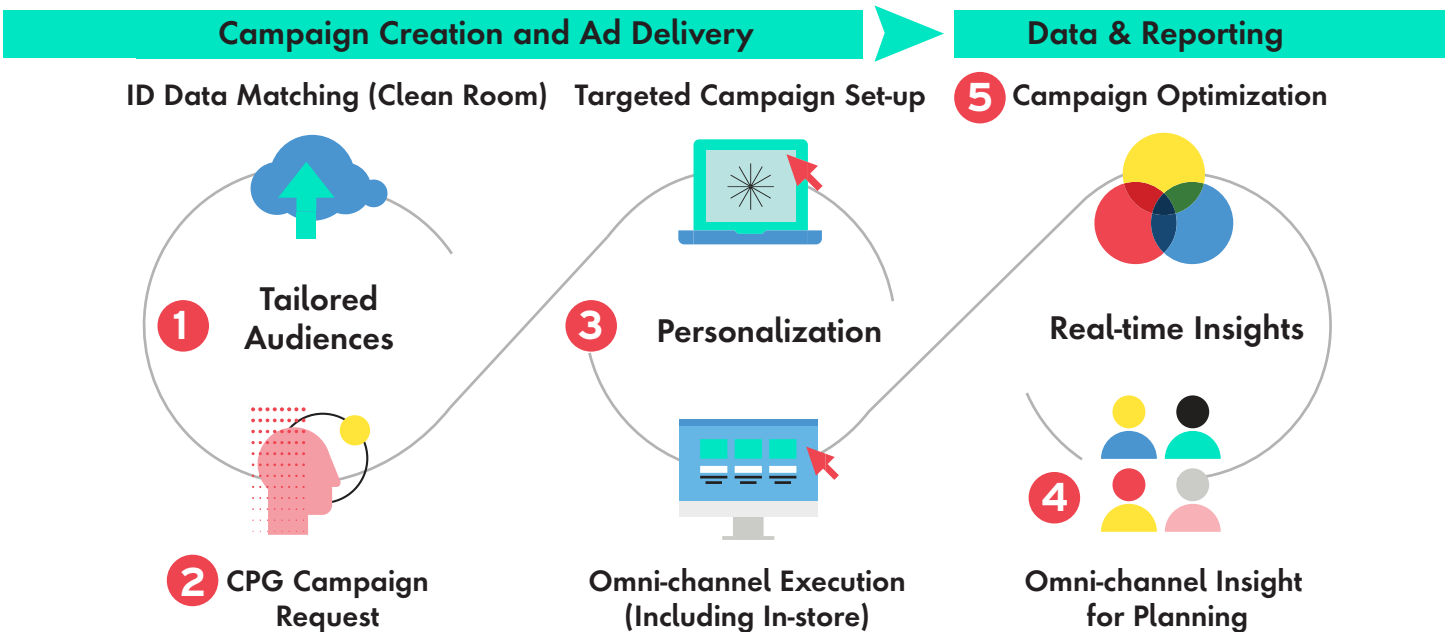 Campaign Creation and Ad Delivery
Data & Reporting
ID Data Matching (Clean Room)
Targeted Campaign Set-up
5 Campaign Optimization
1
Tailored
Audiences
3
Personalization
Real-time Insights
4
2 CPG Campaign
Request
Omni-channel Execution
(Including In-store)
Omni-channel Insight
for Planning